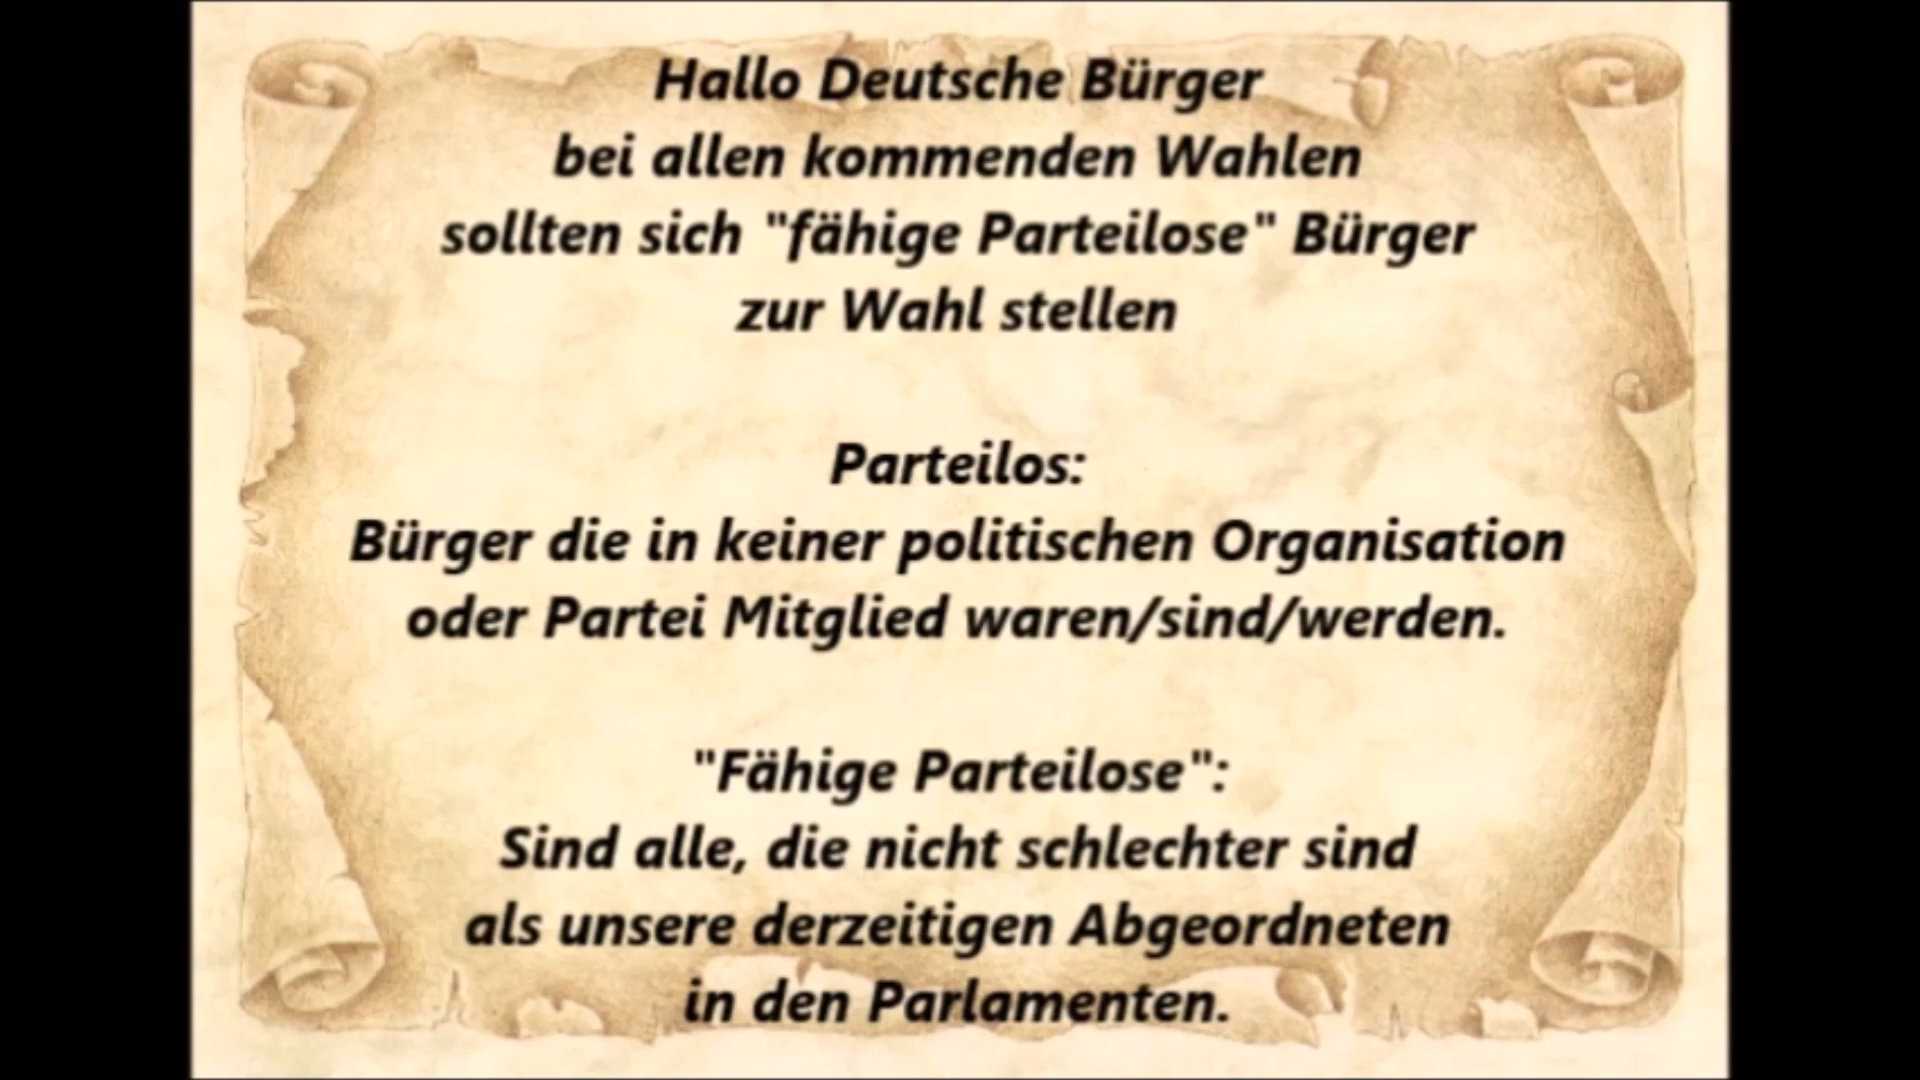 Hallo Deutsche Bürger
bei allen kommenden Wahlen
sollten sich "fähige Parteilose" Bürger
zur Wahl stellen
Parteilos:
Bürger die in keiner politischen Organisation
oder Partei Mitglied waren/sind/werden.
"Fähige Parteilose":
Sind alle, die nicht schlechter sind
als unsere derzeitigen Abgeordneten
in den Parlamenten.